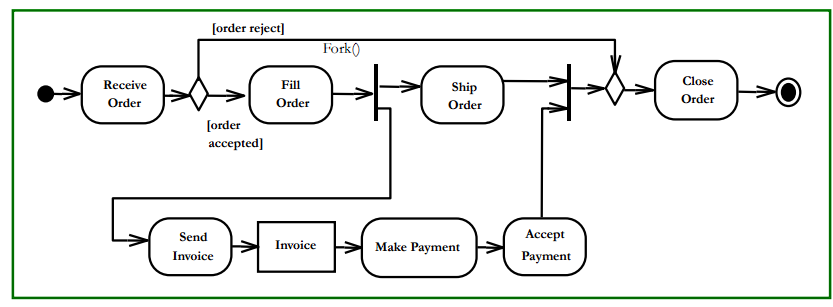 [order reject]
Fork()
Receive
Order
Fill
Order
Ship
Order
Close
Order
[order
accepted]
Send
Invoice
Invoice
Make Payment
Accept
Payment